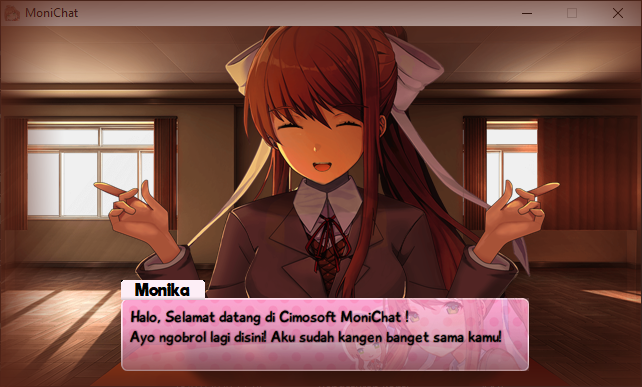 MoniChat
Monika
Halo, Selamat datang di Cimosoft MoniChat !
Ayo ngobrol lagi disini! Aku sudah kangen banget sama kamu!